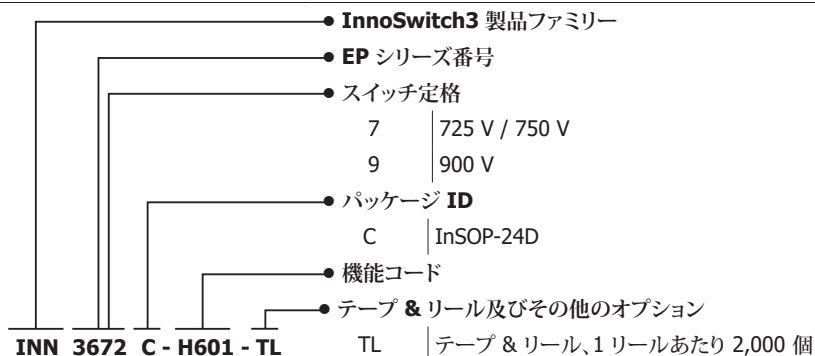 InnoSwitch3 製品ファミリー
EP シリーズ番号
スイッチ定格
7 725 V / 750 V
9 900 V
パッケージ ID
C InSOP-24D
機能コード
テープ & リール及びその他のオプション
INN 3672 C - H601 - TL TL テープ & リール、1 リールあたり 2,000 個